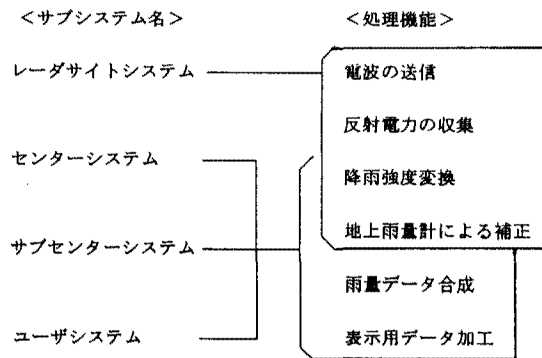 ＜サブシステム名＞
＜処理機能＞
レーダサイトシステム
電波の送信
反射電力の収集
センターシステム
降雨強度変換
サブセンターシステム
地上雨量計による補正
雨量データ合成
ユーザシステム
表示用データ加工